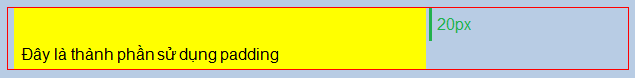 20px
Đây là thành phần sử dụng padding